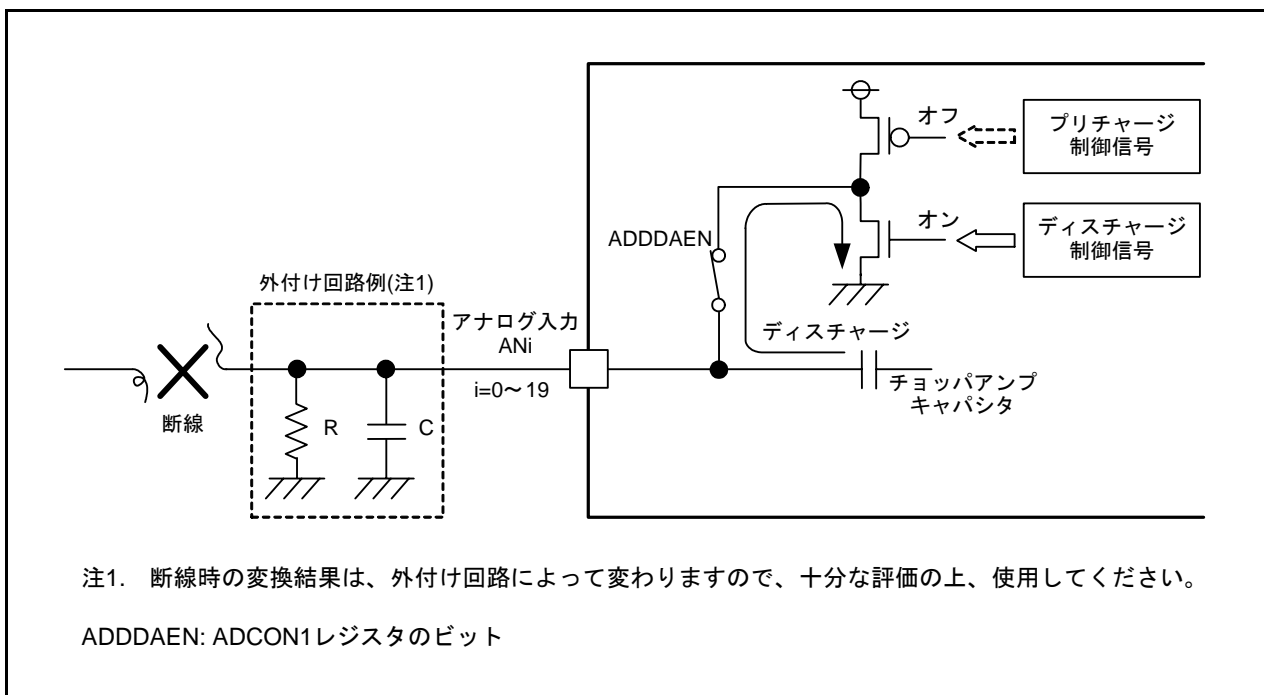 オフ
プリチャージ
制御信号
オン
ディスチャージ
制御信号
ADDDAEN
外付け回路例(注1)
アナログ入力
ANi
i=0～19
ディスチャージ
チョッパアンプ
キャパシタ
断線
R
C
注1. 断線時の変換結果は、外付け回路によって変わりますので、十分な評価の上、使用してください。
ADDDAEN: ADCON1レジスタのビット